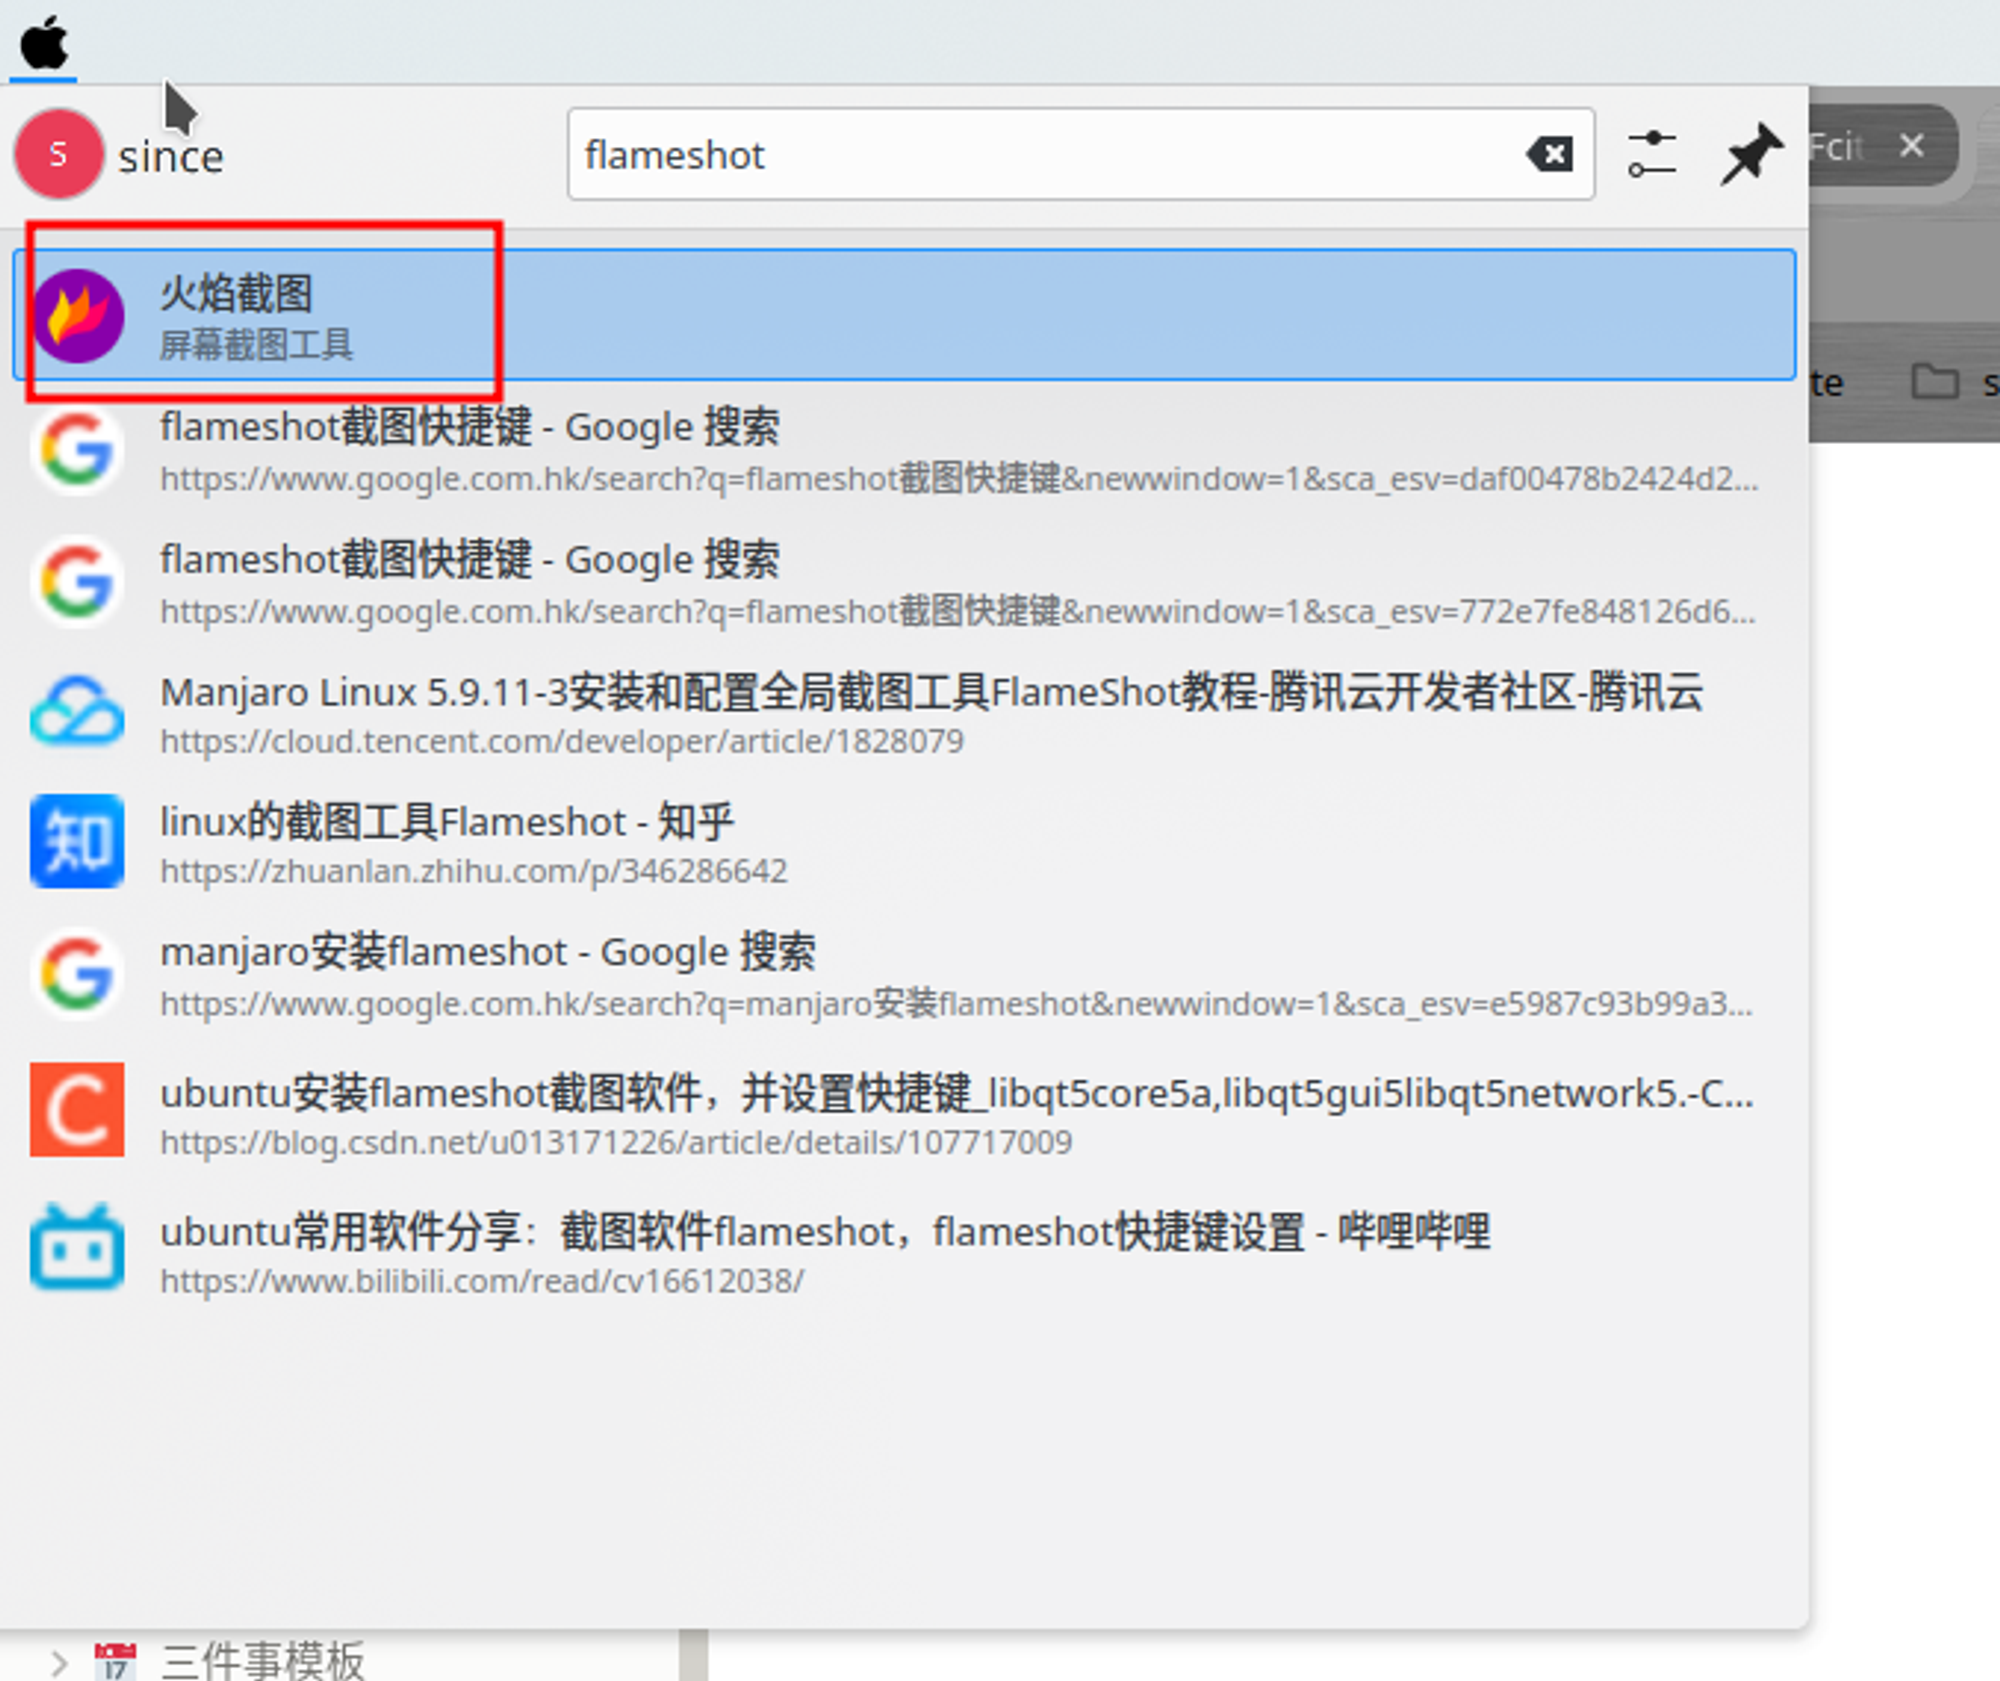 S
since
flameshot
Fcit
火焰截图
屏幕截图工具
te
s
flameshot截图快捷键 - Google 搜索
https://www.google.com.hk/search?q=flameshot截图快捷键&newwindow=1&sca_esv=daf00478b2424d2...
flameshot截图快捷键 - Google 搜索
https://www.google.com.hk/search?q=flameshot截图快捷键&newwindow=1&sca_esv=772e7fe848126d6...
Manjaro Linux 5.9.11-3安装和配置全局截图工具FlameShot教程-腾讯云开发者社区-腾讯云
https://cloud.tencent.com/developer/article/1828079
知
linux的截图工具Flameshot - 知乎
https://zhuanlan.zhihu.com/p/346286642
manjaro安装flameshot - Google 搜索
https://www.google.com.hk/search?q=manjaro安装flameshot&newwindow=1&sca_esv=e5987c93b99a3...
C
ubuntu安装flameshot截图软件，并设置快捷键_libqt5core5a,libqt5gui5libqt5network5.-C...
https://blog.csdn.net/u013171226/article/details/107717009
ubuntu常用软件分享：截图软件flameshot，flameshot快捷键设置 - 哔哩哔哩
https://www.bilibili.com/read/cv16612038/
17
三件事模板